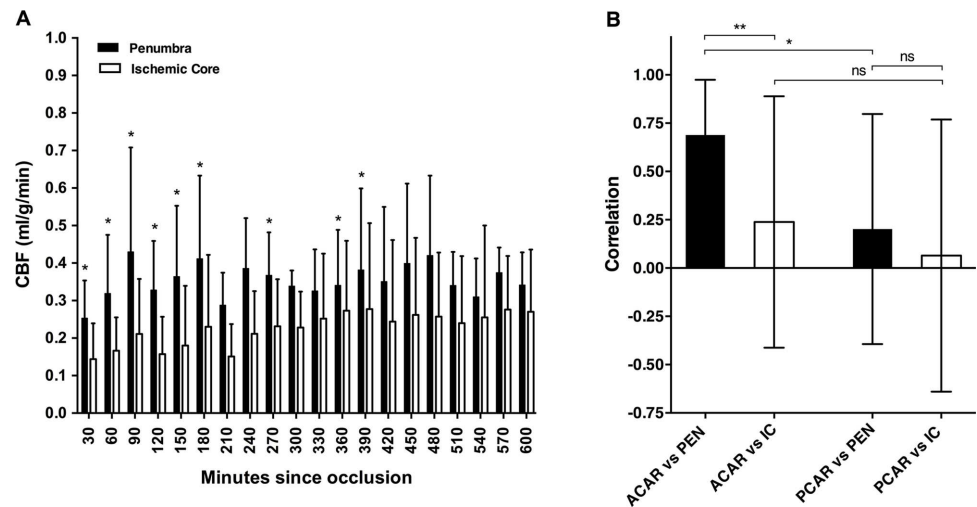 A
1.0
0.9
0.8
0.7
0.6
0.5
0.4
0.3
0.2
0.1
0.0
CBF (ml/g/min)
Penumbra
Ischemic Core
* * * * * * * * *
30 60 90 120 150 180 210 240 270 300 330 360 390 420 450 480 510 540 570 600
Minutes since occlusion
B
**
*
ns
ns
1.00
0.75
0.50
0.25
0.00
-0.25
-0.50
-0.75
Correlation
ACAR vs PEN
ACAR vs IC
PCAR vs PEN
PCAR vs IC